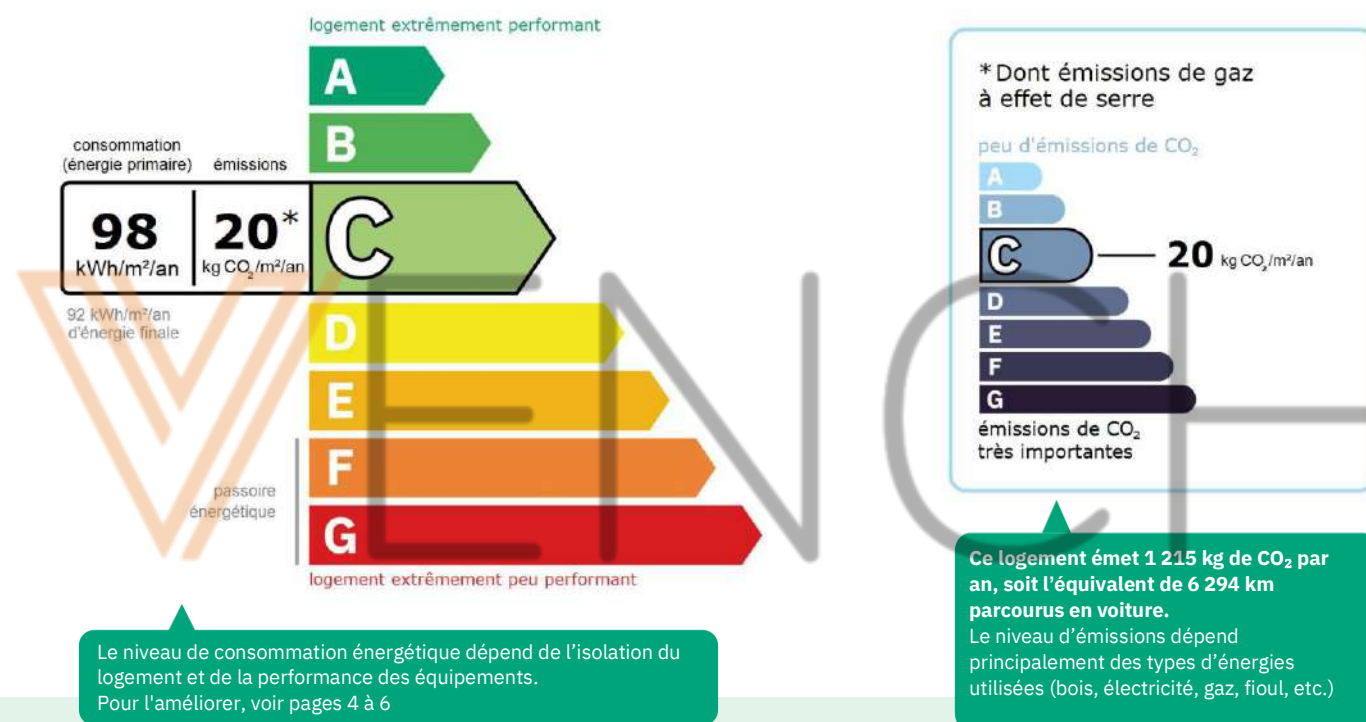 logement extrêmement performant
A
B
consommation
(énergie primaire)
émissions
98
kWh/m²/an
20*
kg CO₂/m²/an
C
92 kWh/m²/an
d'énergie finale
D
E
F
passoire
énergétique
G
logement extrêmement peu performant
Le niveau de consommation énergétique dépend de l’isolation du
logement et de la performance des équipements.
Pour l'améliorer, voir pages 4 à 6
*Dont émissions de gaz
à effet de serre
peu d'émissions de CO₂
A
B
C
20 kg CO₂/m²/an
D
E
F
G
émissions de CO₂
très importantes
Ce logement émet 1 215 kg de CO₂ par
an, soit l’équivalent de 6 294 km
parcourus en voiture.
Le niveau d’émissions dépend
principalement des types d’énergies
utilisées (bois, électricité, gaz, fioul, etc.)
VENCH